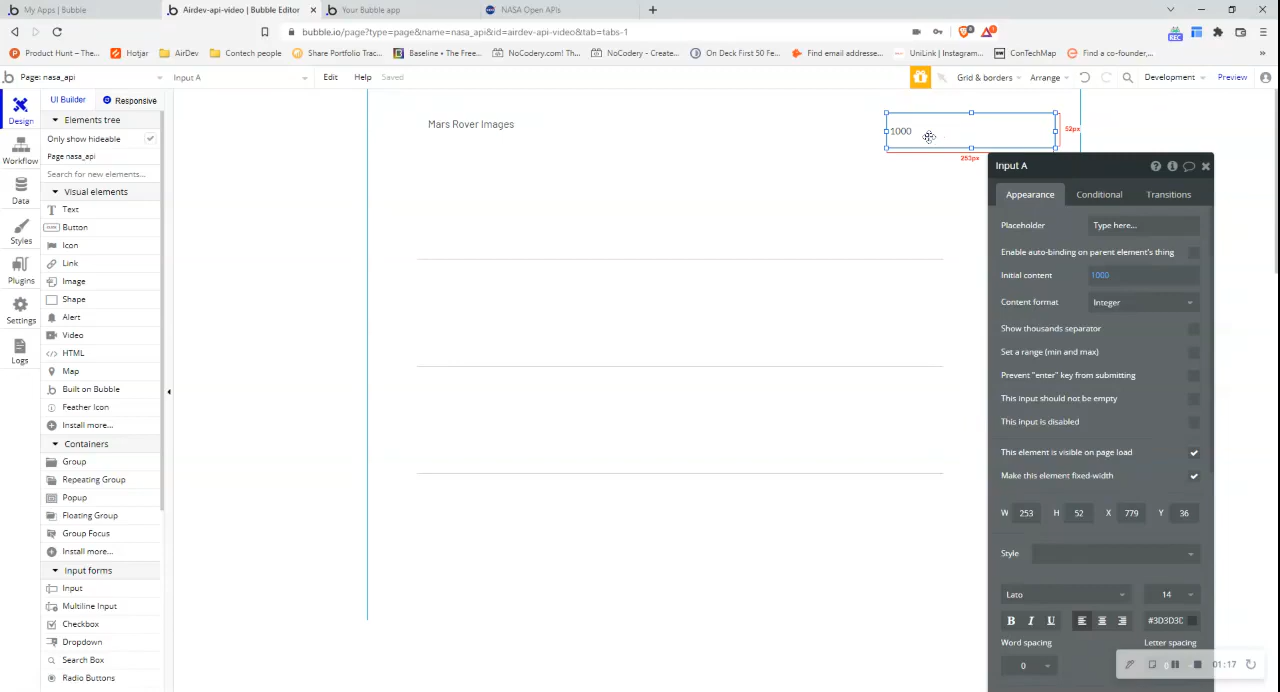 My Apps | Bubble
Airdev-api-video | Bubble Editor
Your Bubble app
NASA Open APIs
bubble.io/page?type=page&name=nasa_api&id=airdev-api-video&tab=tabs-1
REC
Product Hunt – The...
Hotjar
AirDev
Contech people
Share Portfolio Trac...
Baseline • The Fre...
NoCodery.com: Th...
NoCodery - Create...
On Deck First 50 Fe...
Find email addresse...
UniLink | Instagram...
ConTechMap
Find a co-founder,...
Page: nasa_api
Input A
Edit
Help
Saved
Grid & borders
Arrange
Development
Preview
Design
Workflow
Data
Styles
Plugins
Settings
Logs
UI Builder
Responsive
Elements tree
Only show hideable
Page nasa_api
Search for new elements...
Visual elements
Text
Button
Icon
Link
Image
Shape
Alert
Video
HTML
Map
Built on Bubble
Feather Icon
Install more...
Containers
Group
Repeating Group
Popup
Floating Group
Group Focus
Install more...
Input forms
Input
Multiline Input
Checkbox
Dropdown
Search Box
Radio Buttons
Mars Rover Images
1000
52px
253px
Input A
Appearance
Conditional
Transitions
Placeholder
Type here...
Enable auto-binding on parent element's thing
Initial content
1000
Content format
Integer
Show thousands separator
Set a range (min and max)
Prevent "enter" key from submitting
This input should not be empty
This input is disabled
This element is visible on page load
Make this element fixed-width
W 253 H 52 X 779 Y 36
Style
Lato
14
B I U
#3D3D3D
Word spacing
Letter spacing
0
0
01:17